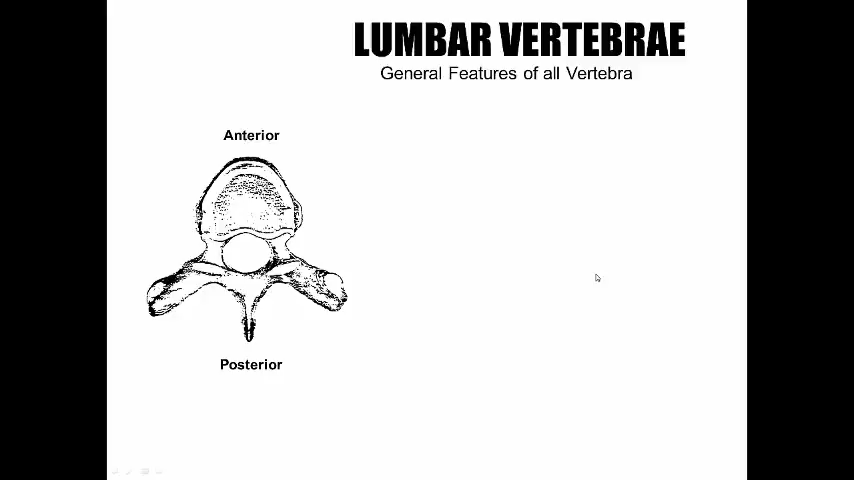 LUMBAR VERTEBRAE
General Features of all Vertebra
Anterior
Posterior